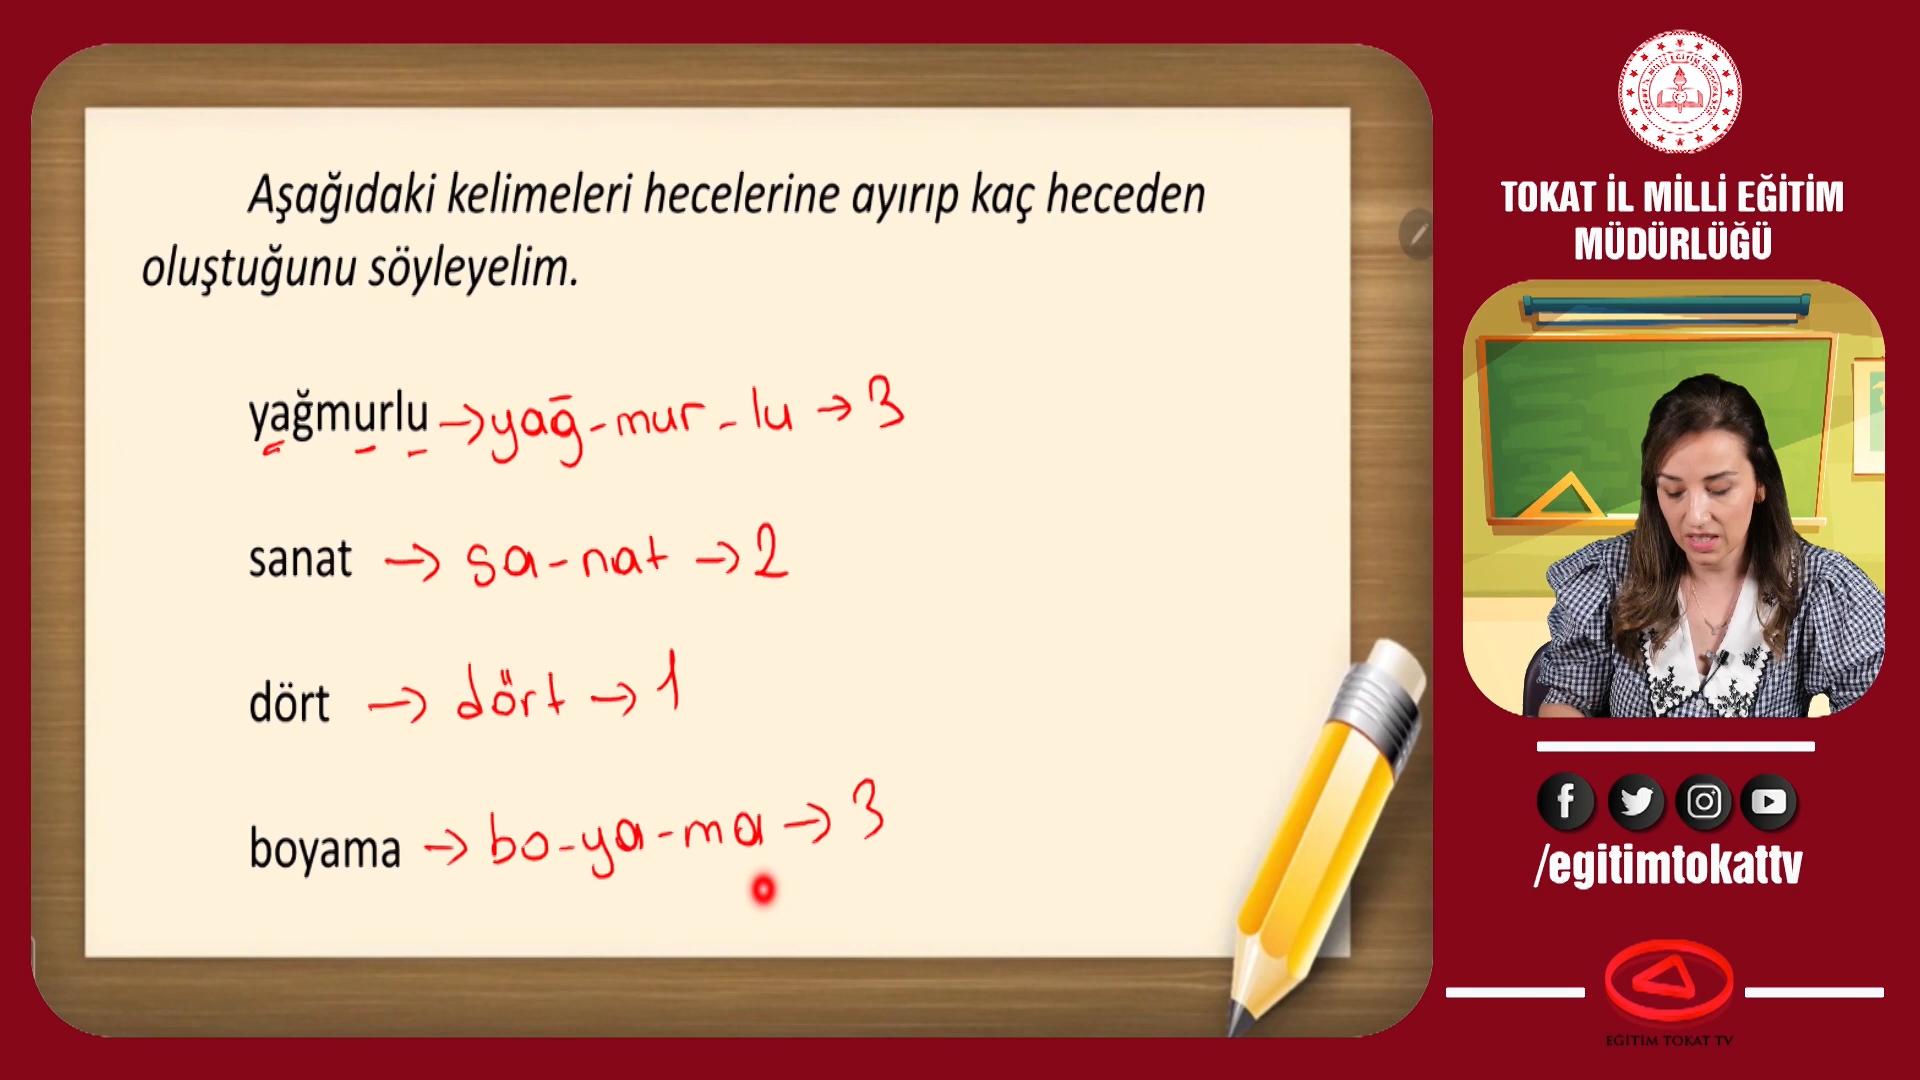 Aşağıdaki kelimeleri hecelerine ayırıp kaç heceden
oluştuğunu söyleyelim.
yağmurlu → yağ - mur - lu → 3
sanat → sa - nat → 2
dört → dört → 1
boyama → bo - ya - ma → 3
TOKAT İL MİLLİ EĞİTİM
MÜDÜRLÜĞÜ
/egitimtokattv
EĞİTİM TOKAT TV